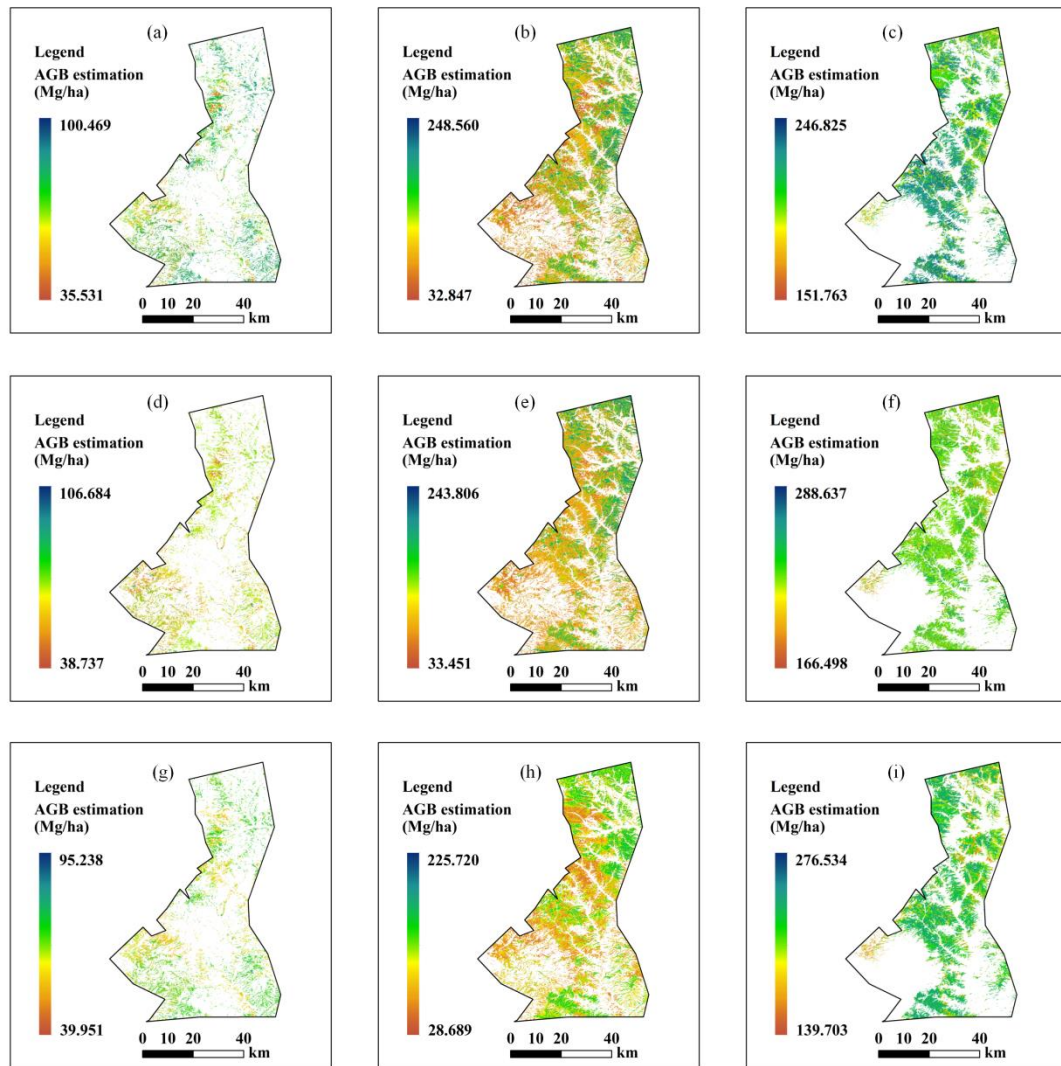 (a)
Legend
AGB estimation
(Mg/ha)
100.469
35.531
0 10 20 40
km
(b)
Legend
AGB estimation
(Mg/ha)
248.560
32.847
0 10 20 40
km
(c)
Legend
AGB estimation
(Mg/ha)
246.825
151.763
0 10 20 40
km
(d)
Legend
AGB estimation
(Mg/ha)
106.684
38.737
0 10 20 40
km
(e)
Legend
AGB estimation
(Mg/ha)
243.806
33.451
0 10 20 40
km
(f)
Legend
AGB estimation
(Mg/ha)
288.637
166.498
0 10 20 40
km
(g)
Legend
AGB estimation
(Mg/ha)
95.238
39.951
0 10 20 40
km
(h)
Legend
AGB estimation
(Mg/ha)
225.720
28.689
0 10 20 40
km
(i)
Legend
AGB estimation
(Mg/ha)
276.534
139.703
0 10 20 40
km